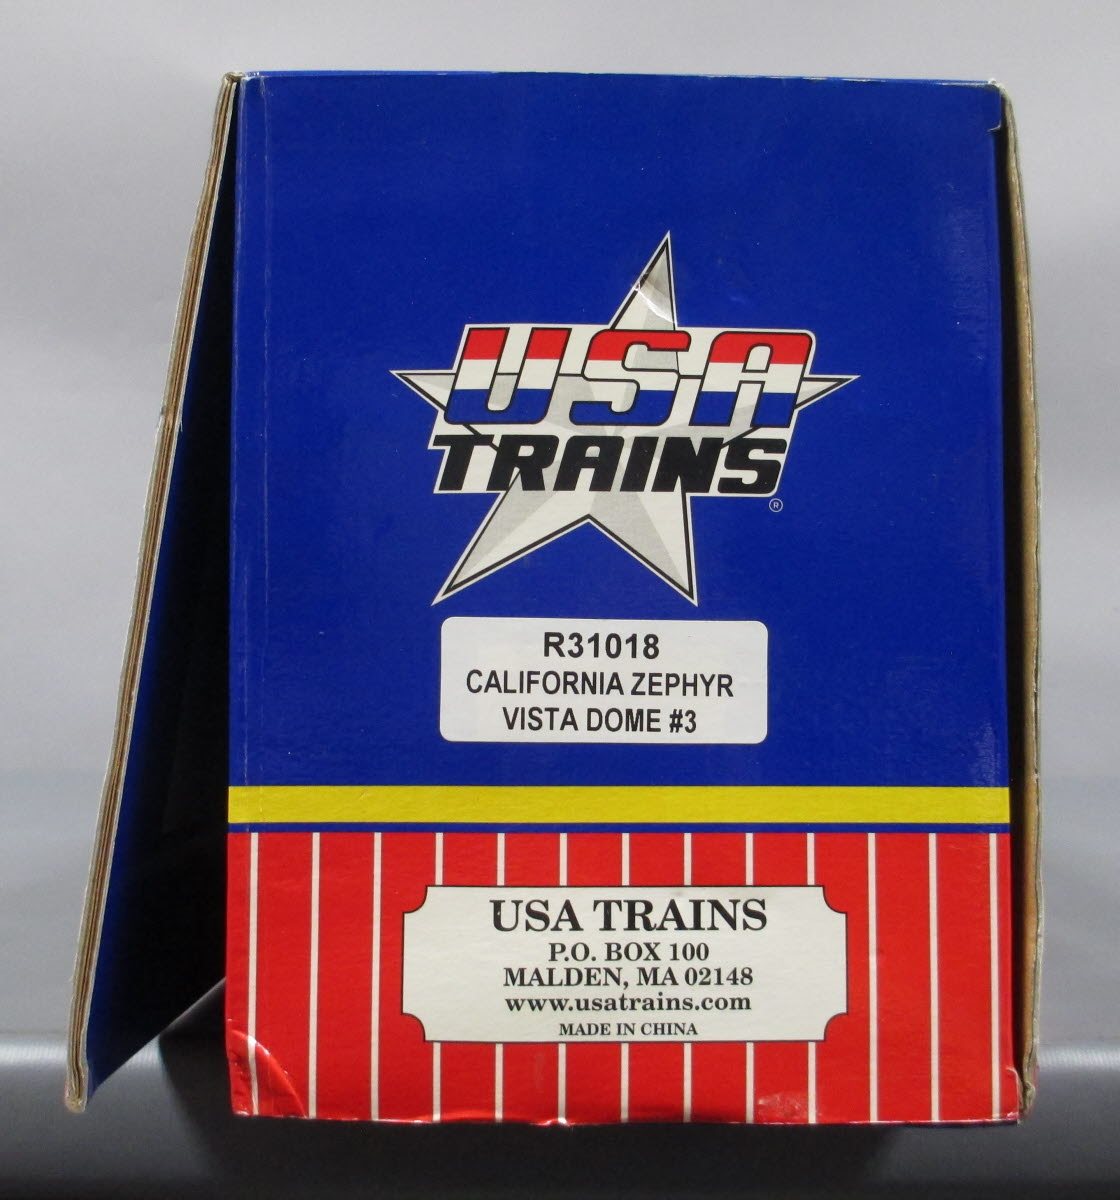 USA
TRAINS
®
R31018
CALIFORNIA ZEPHYR
VISTA DOME #3
USA TRAINS
P.O. BOX 100
MALDEN, MA 02148
www.usatrains.com
MADE IN CHINA